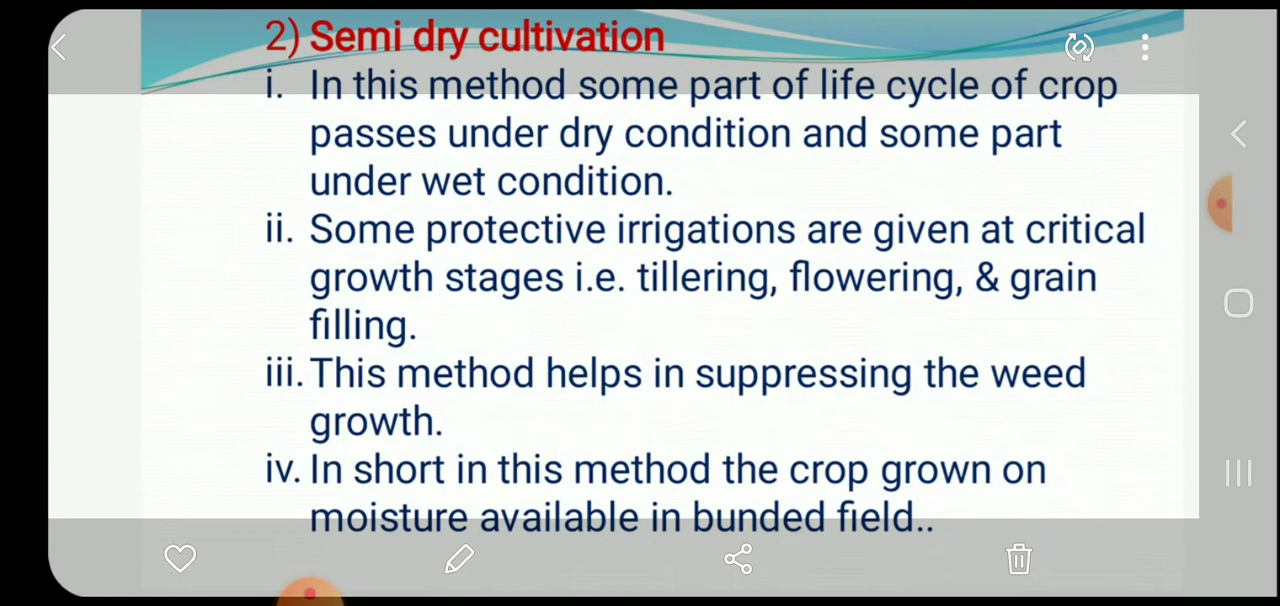 2) Semi dry cultivation
i. In this method some part of life cycle of crop
passes under dry condition and some part
under wet condition.
ii. Some protective irrigations are given at critical
growth stages i.e. tillering, flowering, & grain
filling.
iii. This method helps in suppressing the weed
growth.
iv. In short in this method the crop grown on
moisture available in bunded field..